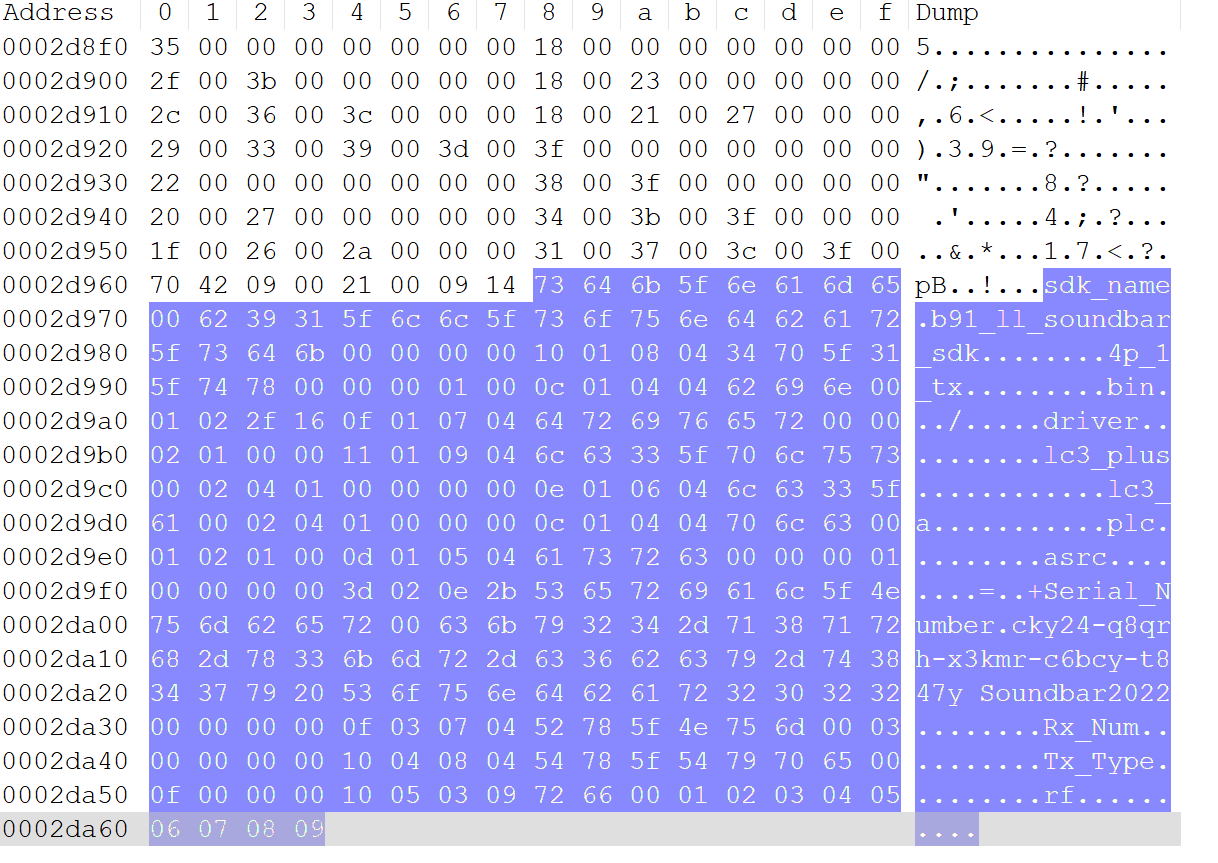 Address 0 1 2 3 4 5 6 7 8 9 a b c d e f Dump
0002d8f0 35 00 00 00 00 00 00 00 18 00 00 00 00 00 00 00 5...............
0002d900 2f 00 3b 00 00 00 00 00 18 00 23 00 00 00 00 00 /.;.......#.....
0002d910 2c 00 36 00 3c 00 00 00 18 00 21 00 27 00 00 00 ,.6.<.....!.'...
0002d920 29 00 33 00 39 00 3d 00 3f 00 00 00 00 00 00 00 ).3.9.=.?.......
0002d930 22 00 00 00 00 00 00 00 38 00 3f 00 00 00 00 00 ".......8.?.....
0002d940 20 00 27 00 00 00 00 00 34 00 3b 00 3f 00 00 00  .'.....4.;.?...
0002d950 1f 00 26 00 2a 00 00 00 31 00 37 00 3c 00 3f 00 ..&.*...1.7.<.?.
0002d960 70 42 09 00 21 00 09 14 73 64 6b 5f 6e 61 6d 65 pB..!...sdk_name
0002d970 00 62 39 31 5f 6c 6c 5f 73 6f 75 6e 64 62 61 72 .b91_ll_soundbar
0002d980 5f 73 64 6b 00 00 00 00 10 01 08 04 34 70 5f 31 _sdk........4p_1
0002d990 5f 74 78 00 00 00 01 00 0c 01 04 04 62 69 6e 00 _tx.........bin.
0002d9a0 01 02 2f 16 0f 01 07 04 64 72 69 76 65 72 00 00 ../.....driver..
0002d9b0 02 01 00 00 11 01 09 04 6c 63 33 5f 70 6c 75 73 ........lc3_plus
0002d9c0 00 02 04 01 00 00 00 00 0e 01 06 04 6c 63 33 5f ............lc3_
0002d9d0 61 00 02 04 01 00 00 00 0c 01 04 04 70 6c 63 00 a...........plc.
0002d9e0 01 02 01 00 0d 01 05 04 61 73 72 63 00 00 00 01 ........asrc....
0002d9f0 00 00 00 00 3d 02 0e 2b 53 65 72 69 61 6c 5f 4e ....=..+Serial_N
0002da00 75 6d 62 65 72 00 63 6b 79 32 34 2d 71 38 71 72 umber.cky24-q8qr
0002da10 68 2d 78 33 6b 6d 72 2d 63 36 62 63 79 2d 74 38 h-x3kmr-c6bcy-t8
0002da20 34 37 79 20 53 6f 75 6e 64 62 61 72 32 30 32 32 47y Soundbar2022
0002da30 00 00 00 00 0f 03 07 04 52 78 5f 4e 75 6d 00 03 ........Rx_Num..
0002da40 00 00 00 00 10 04 08 04 54 78 5f 54 79 70 65 00 ........Tx_Type.
0002da50 0f 00 00 00 10 05 03 09 72 66 00 01 02 03 04 05 ........rf......
0002da60 06 07 08 09 ....